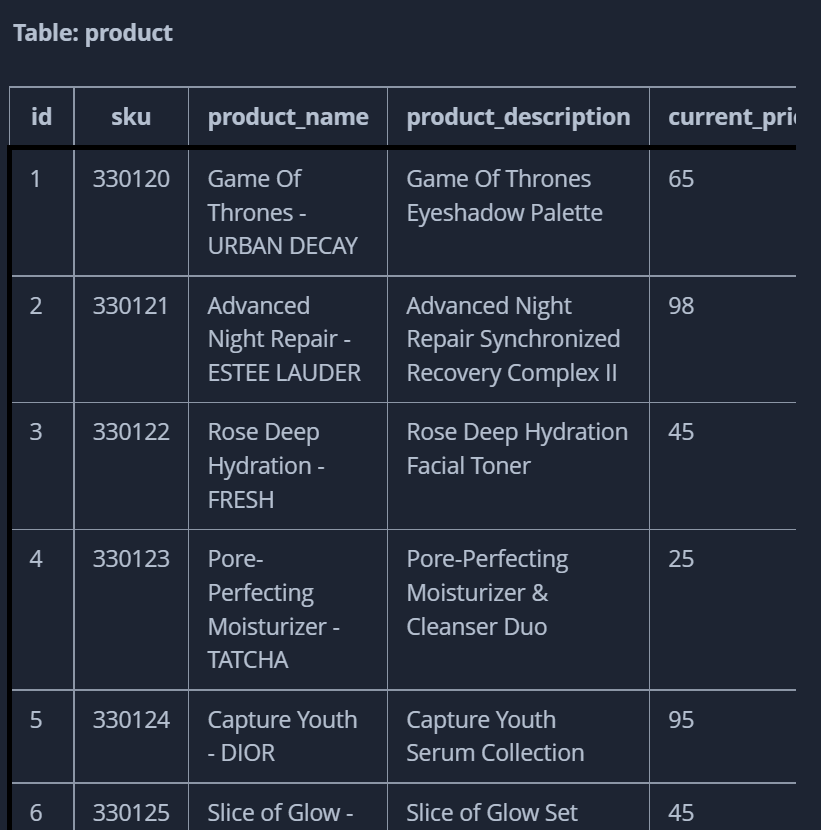 Table: product
id sku product_name product_description current_pri
1 330120 Game Of Thrones - URBAN DECAY Game Of Thrones Eyeshadow Palette 65
2 330121 Advanced Night Repair - ESTEE LAUDER Advanced Night Repair Synchronized Recovery Complex II 98
3 330122 Rose Deep Hydration - FRESH Rose Deep Hydration Facial Toner 45
4 330123 Pore-Perfecting Moisturizer - TATCHA Pore-Perfecting Moisturizer & Cleanser Duo 25
5 330124 Capture Youth - DIOR Capture Youth Serum Collection 95
6 330125 Slice of Glow - Slice of Glow Set 45